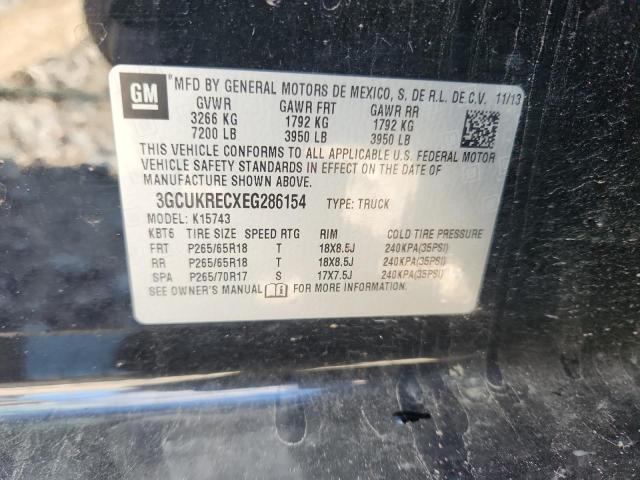 GM
"MFD BY GENERAL MOTORS DE MEXICO, S. DE R.L. DE C.V. 11/13
GVWR GAWR FRT GAWR RR
3266 KG 1792 KG 1792 KG
7200 LB 3950 LB 3950 LB
THIS VEHICLE CONFORMS TO ALL APPLICABLE U.S. FEDERAL MOTOR
VEHICLE SAFETY STANDARDS IN EFFECT ON THE DATE OF
MANUFACTURE SHOWN ABOVE.
3GCUKRECXEG286154 TYPE: TRUCK
MODEL: K15743
KBT6 TIRE SIZE SPEED RTG RIM COLD TIRE PRESSURE
FRT P265/65R18 T 18X8.5J 240KPA(35PSI)
RR P265/65R18 T 18X8.5J 240KPA(35PSI)
SPA P265/70R17 S 17X7.5J 240KPA(35PSI)
SEE OWNER'S MANUAL FOR MORE INFORMATION.